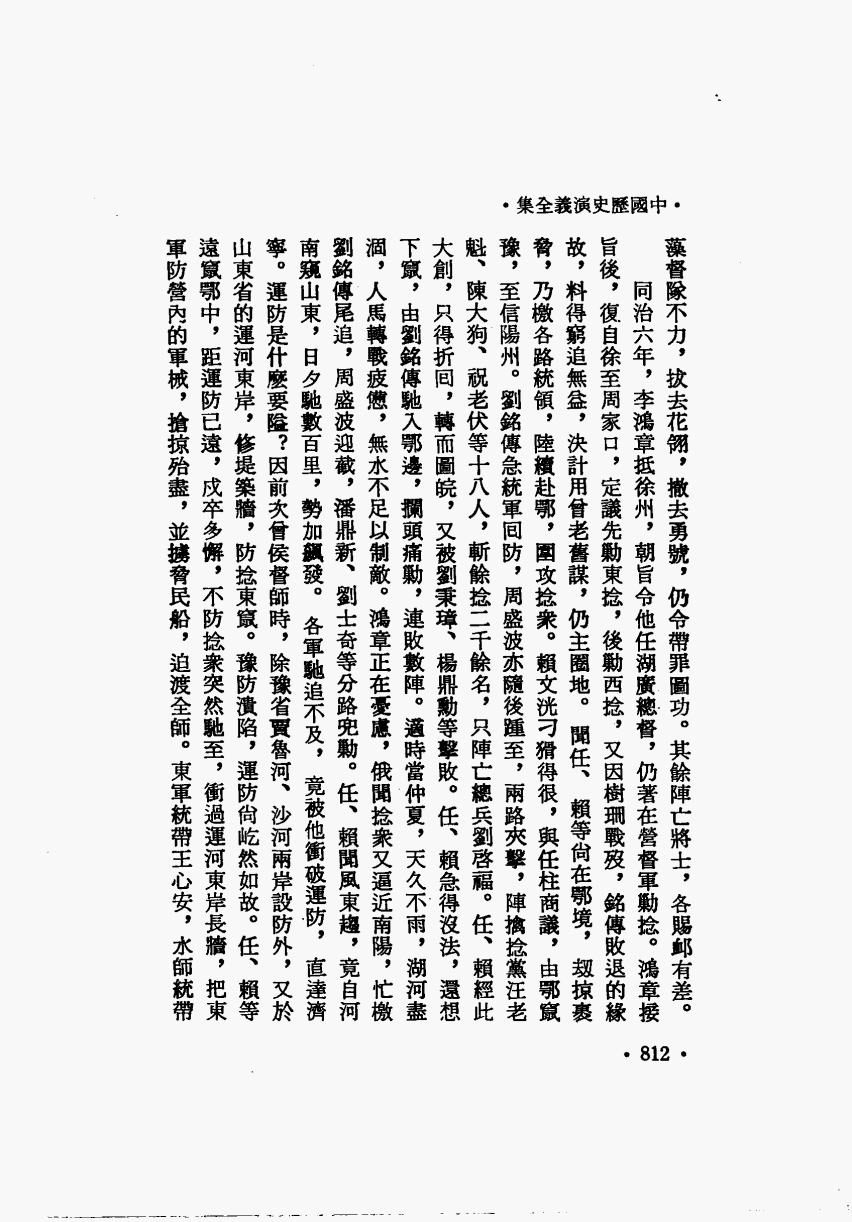 •中國歷史演義全集•
藻督隊不力，拔去花翎，撤去勇號，仍令帶罪圖功。其餘陣亡將士，各賜卹有差。
同治六年，李鴻章抵徐州，朝旨令他任湖廣總督，仍著在營督軍勦捻。鴻章接
旨後，復自徐至周家口，定議先勦東捻，後勦西捻，又因樹珊戰歿，銘傳敗退的緣
故，料得窮追無益，決計用曾老舊謀，仍主圈地。聞任、賴等尙在鄂境，刼掠裹
脅，乃檄各路統領，陸續赴鄂，圍攻捻衆。賴文洸刁猾得很，與任柱商議，由鄂竄
豫，至信陽州。劉銘傳急統軍回防，周盛波亦隨後踵至，兩路夾擊，陣擒捻黨汪老
魁、陳大狗、祝老伏等十八人，斬餘捻二千餘名，只陣亡總兵劉啓福。任、賴經此
大創，只得折回，轉而圖皖，又被劉秉璋、楊鼎勳等擊敗。任、賴急得沒法，還想
下竄，由劉銘傳馳入鄂邊，攔頭痛勦，連敗數陣。適時當仲夏，天久不雨，湖河盡
涸，人馬轉戰疲憊，無水不足以制敵。鴻章正在憂慮，俄聞捻衆又逼近南陽，忙檄
劉銘傳尾追，周盛波迎截，潘鼎新、劉士奇等分路兜勦。任、賴聞風東趨，竟自河
南窺山東，日夕馳數百里，勢加飆發。各軍馳追不及，竟被他衝破運防，直達濟
寧。運防是什麼要隘？因前次曾侯督師時，除豫省賈魯河、沙河兩岸設防外，又於
山東省的運河東岸，修堤築牆，防捻東竄。豫防潰陷，運防尙屹然如故。任、賴等
遠竄鄂中，距運防已遠，戍卒多懈，不防捻衆突然馳至，衝過運河東岸長牆，把東
軍防營內的軍械，搶掠殆盡，並擄脅民船，迫渡全師。東軍統帶王心安，水師統帶
•812•